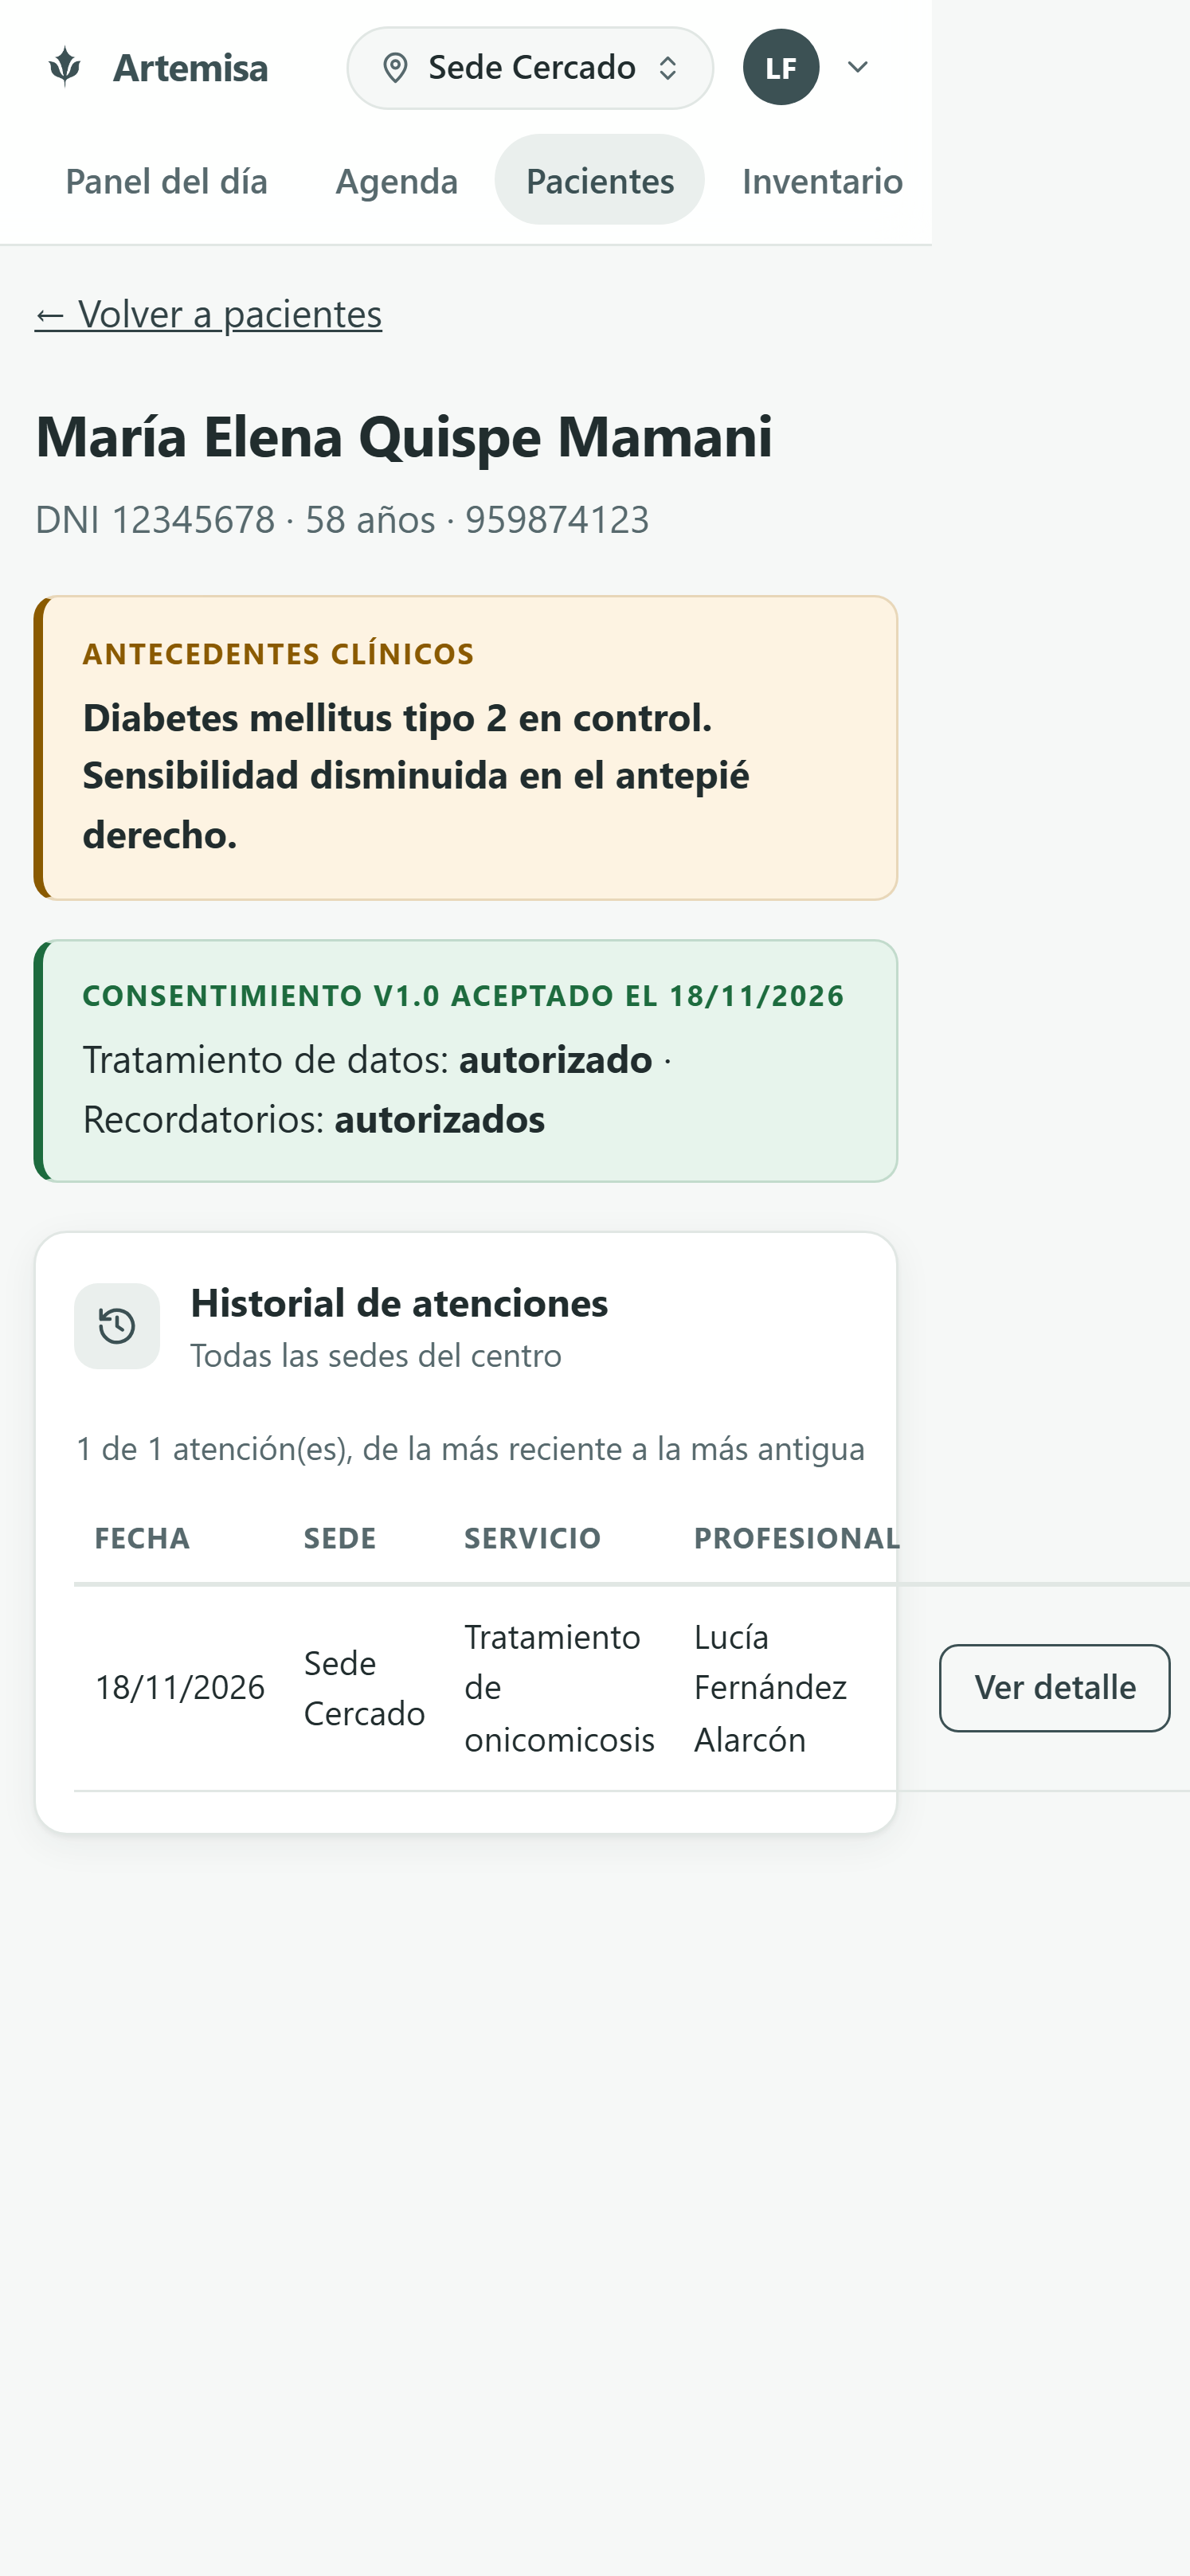 Artemisa
Sede Cercado
LF
Panel del día Agenda Pacientes Inventario
← Volver a pacientes
María Elena Quispe Mamani
DNI 12345678 · 58 años · 959874123
ANTECEDENTES CLÍNICOS
Diabetes mellitus tipo 2 en control.
Sensibilidad disminuida en el antepié
derecho.
CONSENTIMIENTO V1.0 ACEPTADO EL 18/11/2026
Tratamiento de datos: autorizado ·
Recordatorios: autorizados
Historial de atenciones
Todas las sedes del centro
1 de 1 atención(es), de la más reciente a la más antigua
FECHA SEDE SERVICIO PROFESIONAL
18/11/2026
Sede
Cercado
Tratamiento
de
onicomicosis
Lucía
Fernández
Alarcón
Ver detalle